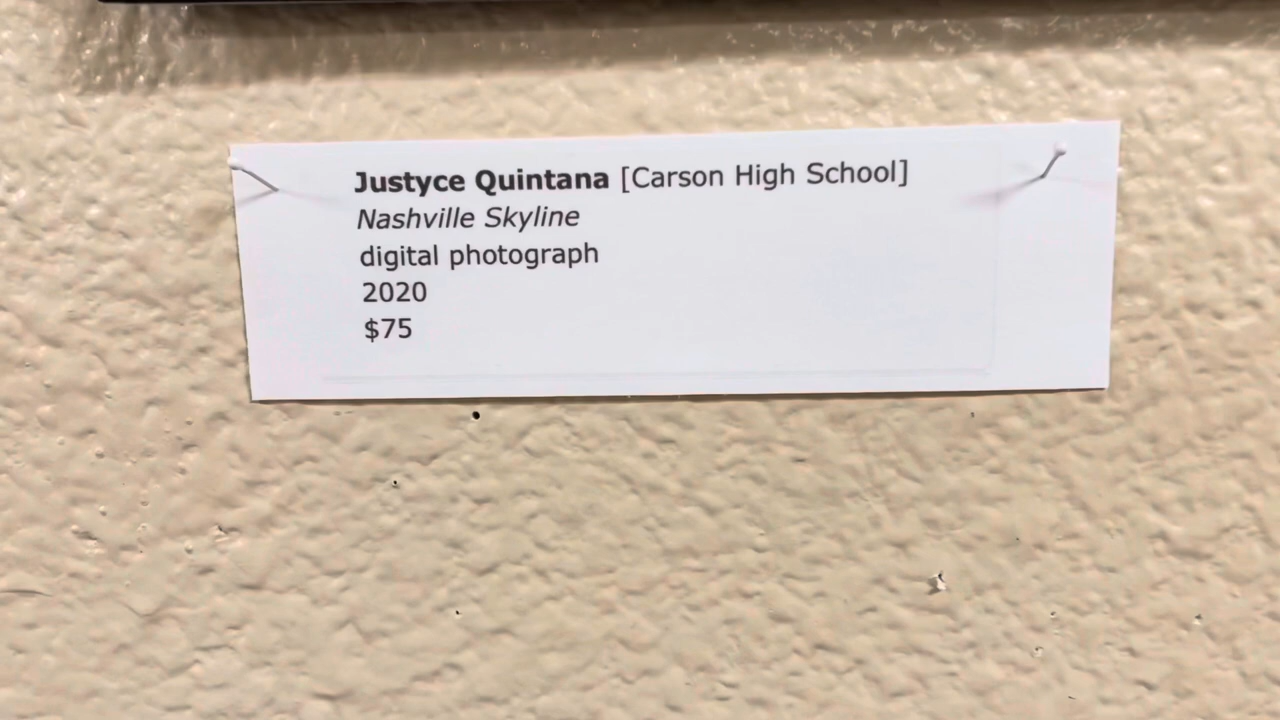 Justyce Quintana [Carson High School]
Nashville Skyline
digital photograph
2020
$75